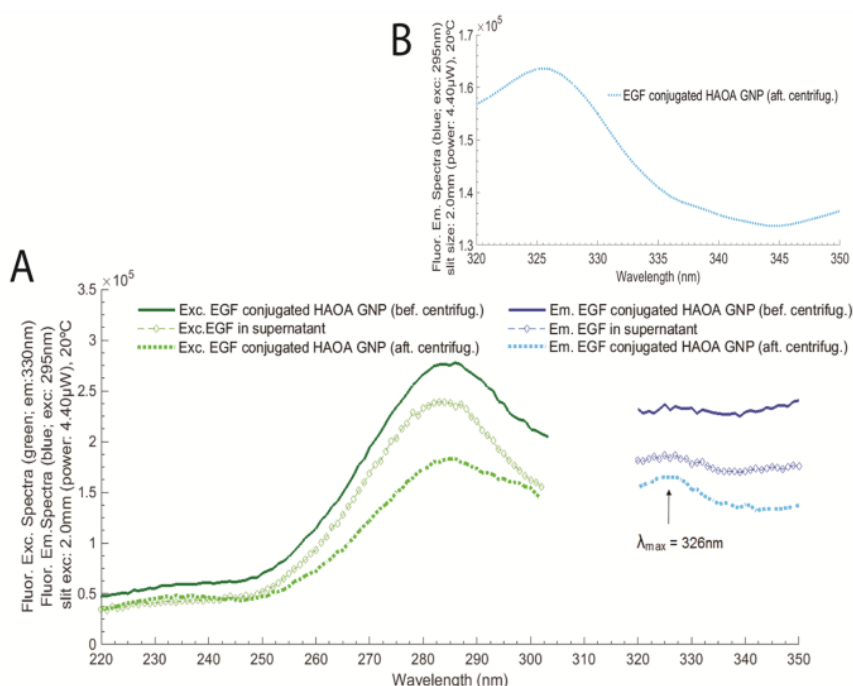 B
×10⁵
1.7
1.6
1.5
1.4
1.3
Fluor. Em. Spectra (blue; exc: 295nm)
slit size: 2.0mm (power: 4.40µW), 20°C
EGF conjugated HAOA GNP (aft. centrifug.)
320 325 330 335 340 345 350
Wavelength (nm)
A
×10⁵
3.5
3
2.5
2
1.5
1
0.5
0
Fluor. Exc. Spectra (green; em:330nm)
Fluor. Em.Spectra (blue; exc: 295nm)
slit exc: 2.0mm (power: 4.40µW), 20°C
Exc. EGF conjugated HAOA GNP (bef. centrifug.)
Exc.EGF in supernatant
Exc. EGF conjugated HAOA GNP (aft. centrifug.)
Em. EGF conjugated HAOA GNP (bef. centrifug.)
Em. EGF in supernatant
Em. EGF conjugated HAOA GNP (aft. centrifug.)
λmax = 326nm
220 230 240 250 260 270 280 290 300 310 320 330 340 350
Wavelength (nm)